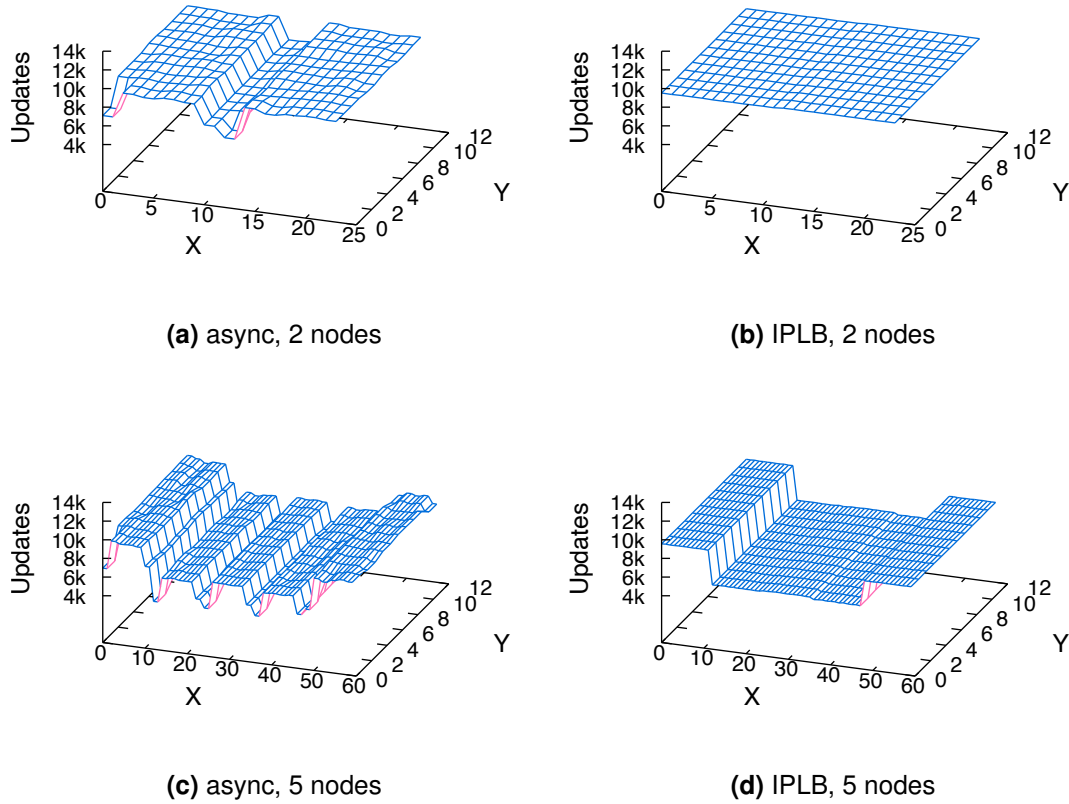 Updates
14k
12k
10k
8k
6k
4k
0
5
10
15
20
25
X
0
2
4
6
8
10
12
Y
(a) async, 2 nodes
Updates
14k
12k
10k
8k
6k
4k
0
5
10
15
20
25
X
0
2
4
6
8
10
12
Y
(b) IPLB, 2 nodes
Updates
14k
12k
10k
8k
6k
4k
0
10
20
30
40
50
60
X
0
2
4
6
8
10
12
Y
(c) async, 5 nodes
Updates
14k
12k
10k
8k
6k
4k
0
10
20
30
40
50
60
X
0
2
4
6
8
10
12
Y
(d) IPLB, 5 nodes